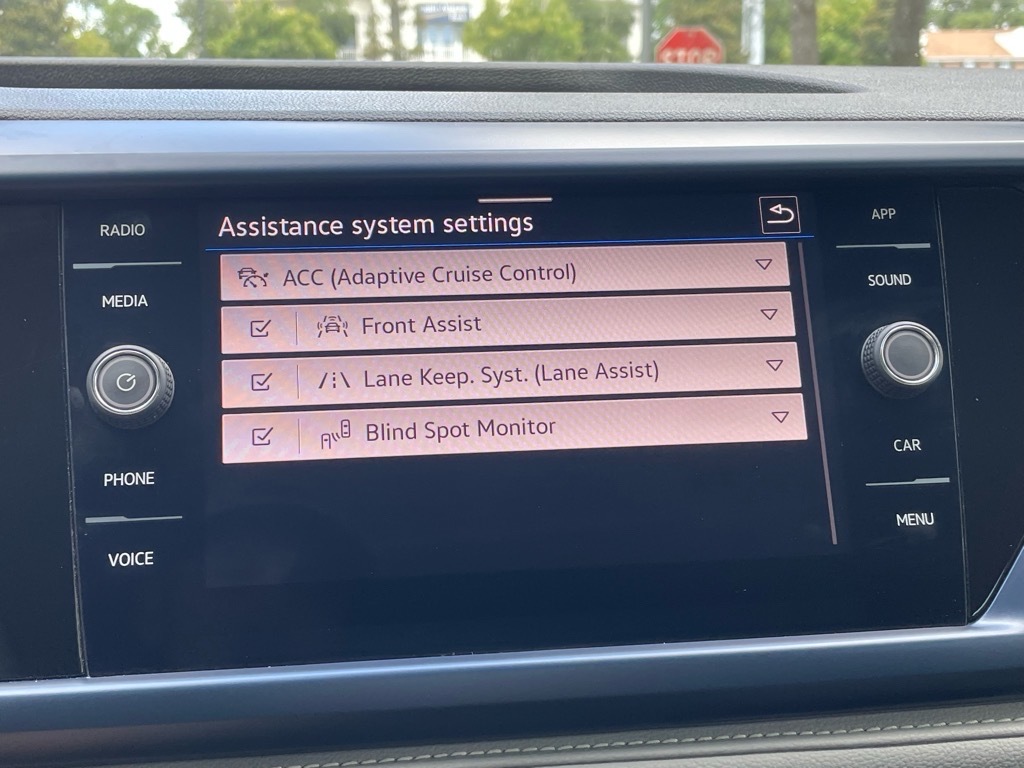 STOP
Assistance system settings
ACC (Adaptive Cruise Control)
Front Assist
Lane Keep. Syst. (Lane Assist)
Blind Spot Monitor
RADIO
MEDIA
PHONE
VOICE
APP
SOUND
CAR
MENU